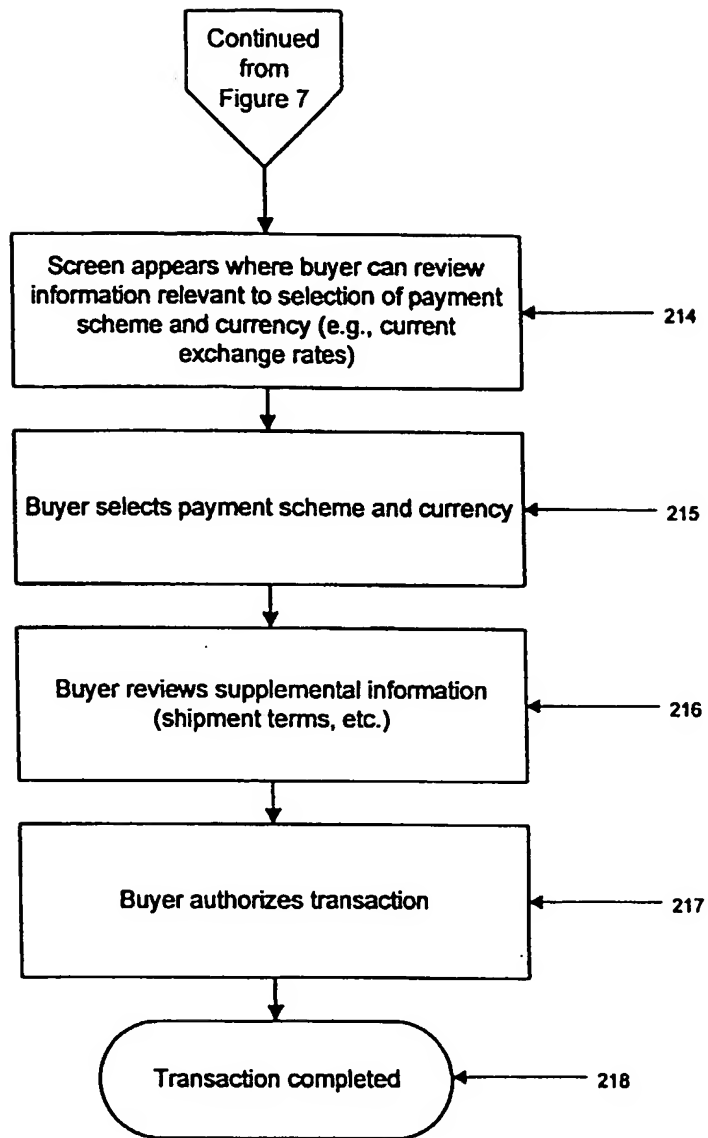 Continued
from
Figure 7
Screen appears where buyer can review
information relevant to selection of payment
scheme and currency (e.g., current
exchange rates)
214
Buyer selects payment scheme and currency
215
Buyer reviews supplemental information
(shipment terms, etc.)
216
Buyer authorizes transaction
217
Transaction completed
218